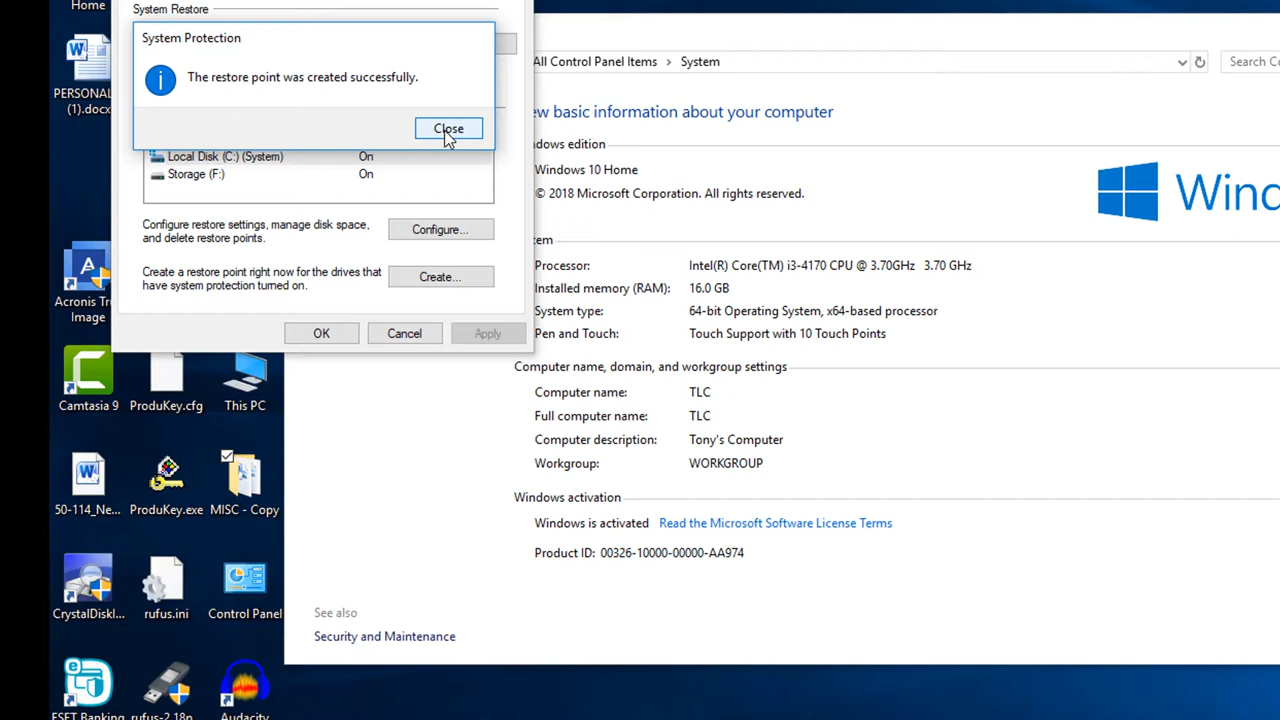 Home
PERSONAL
(1).docx
Acronis Tr
Image
Camtasia 9
ProduKey.cfg
This PC
50-114_Ne...
ProduKey.exe
MISC - Copy
CrystalDiskI...
rufus.ini
Control Panel
ESET Banking
rufus-2.18p
Audacity
System Restore
System Protection
The restore point was created successfully.
Close
Local Disk (C:) (System) On
Storage (F:) On
Configure restore settings, manage disk space,
and delete restore points.
Configure...
Create a restore point right now for the drives that
have system protection turned on.
Create...
OK Cancel Apply
All Control Panel Items > System
Search Co
ew basic information about your computer
ndows edition
Windows 10 Home
© 2018 Microsoft Corporation. All rights reserved.
Wind
tem
Processor: Intel(R) Core(TM) i3-4170 CPU @ 3.70GHz 3.70 GHz
Installed memory (RAM): 16.0 GB
System type: 64-bit Operating System, x64-based processor
Pen and Touch: Touch Support with 10 Touch Points
Computer name, domain, and workgroup settings
Computer name: TLC
Full computer name: TLC
Computer description: Tony's Computer
Workgroup: WORKGROUP
Windows activation
Windows is activated Read the Microsoft Software License Terms
Product ID: 00326-10000-00000-AA974
See also
Security and Maintenance